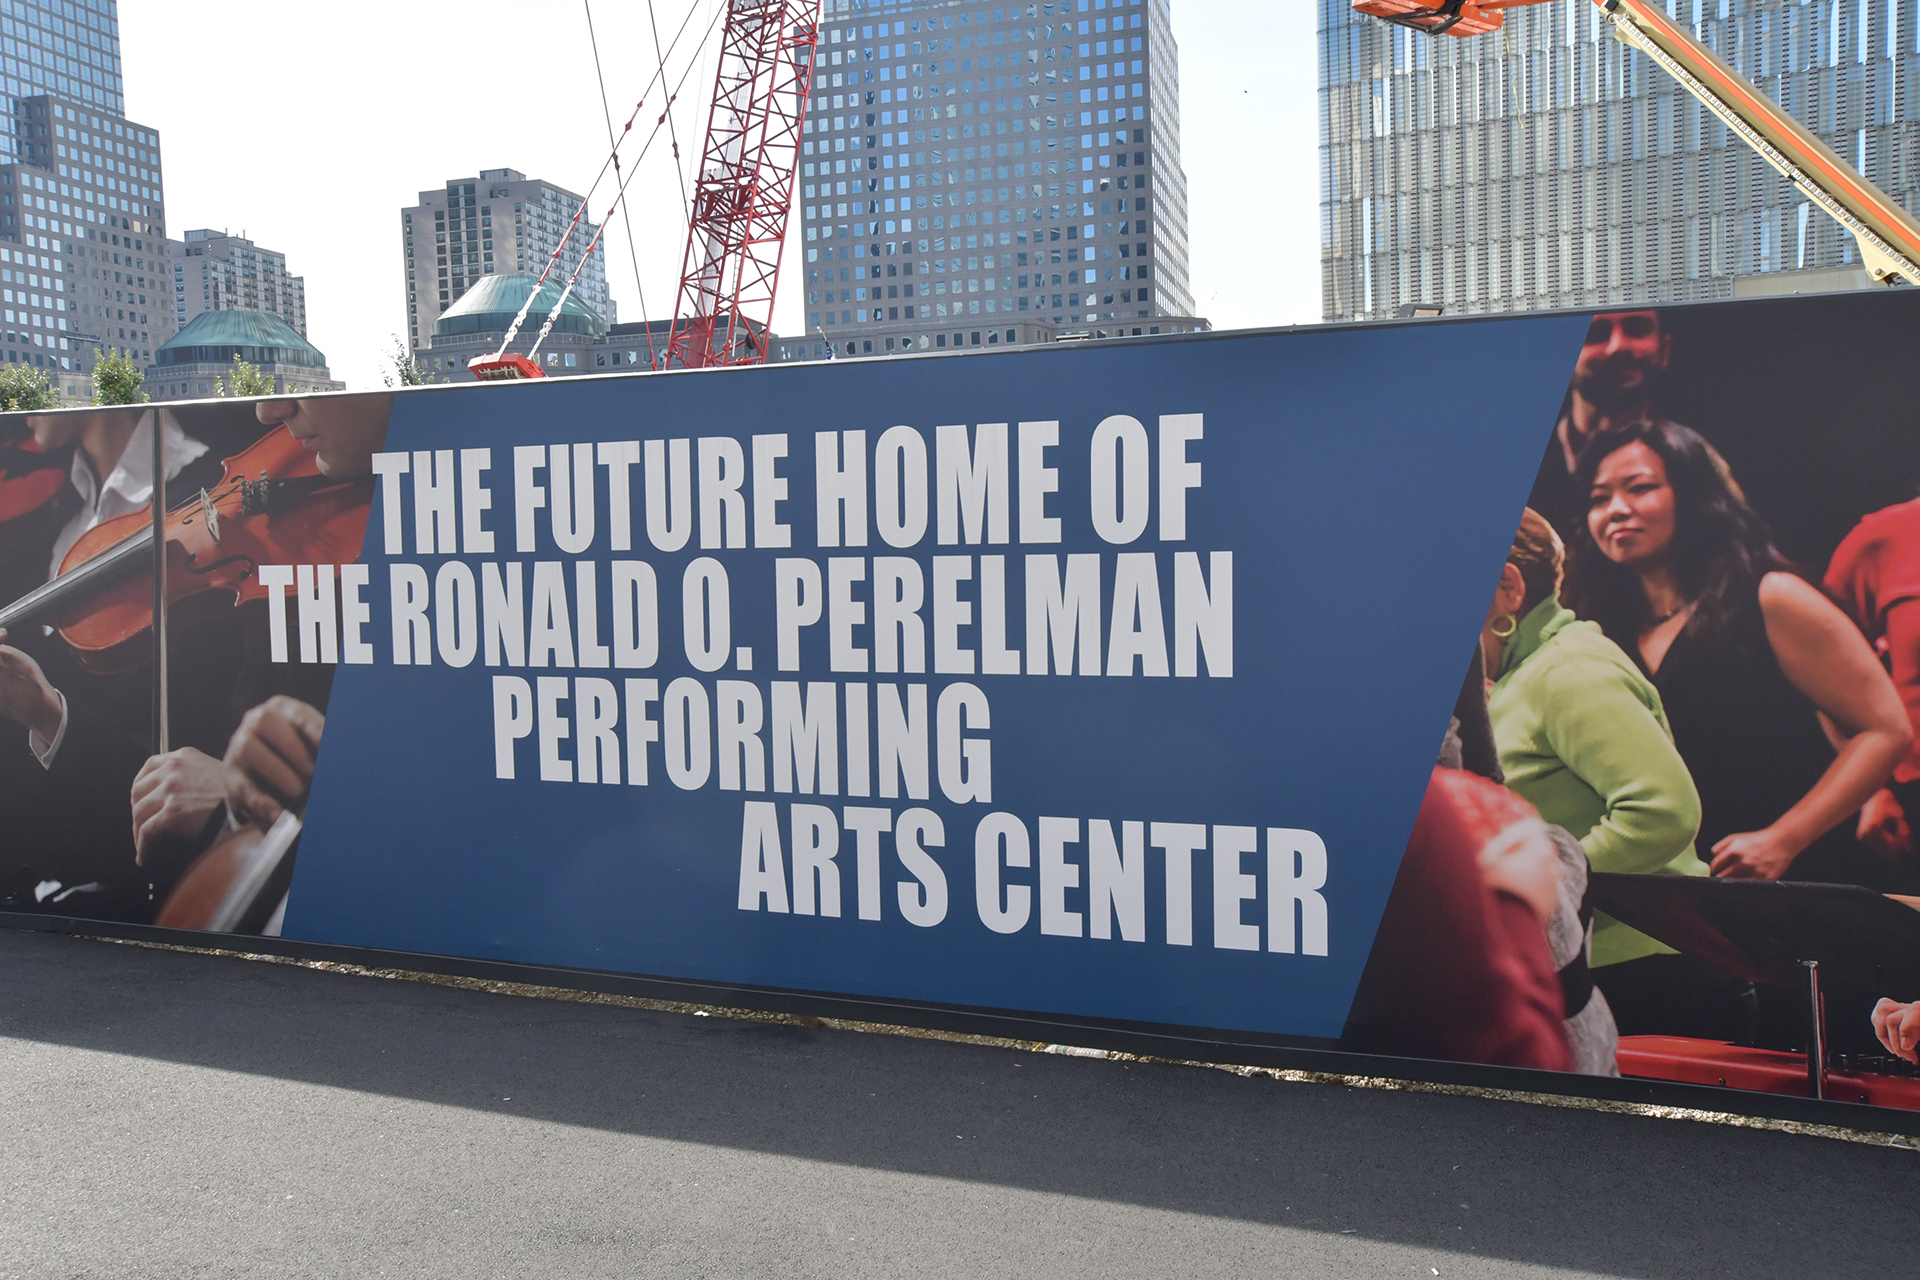 THE FUTURE HOME OF
THE RONALD O. PERELMAN
PERFORMING
ARTS CENTER